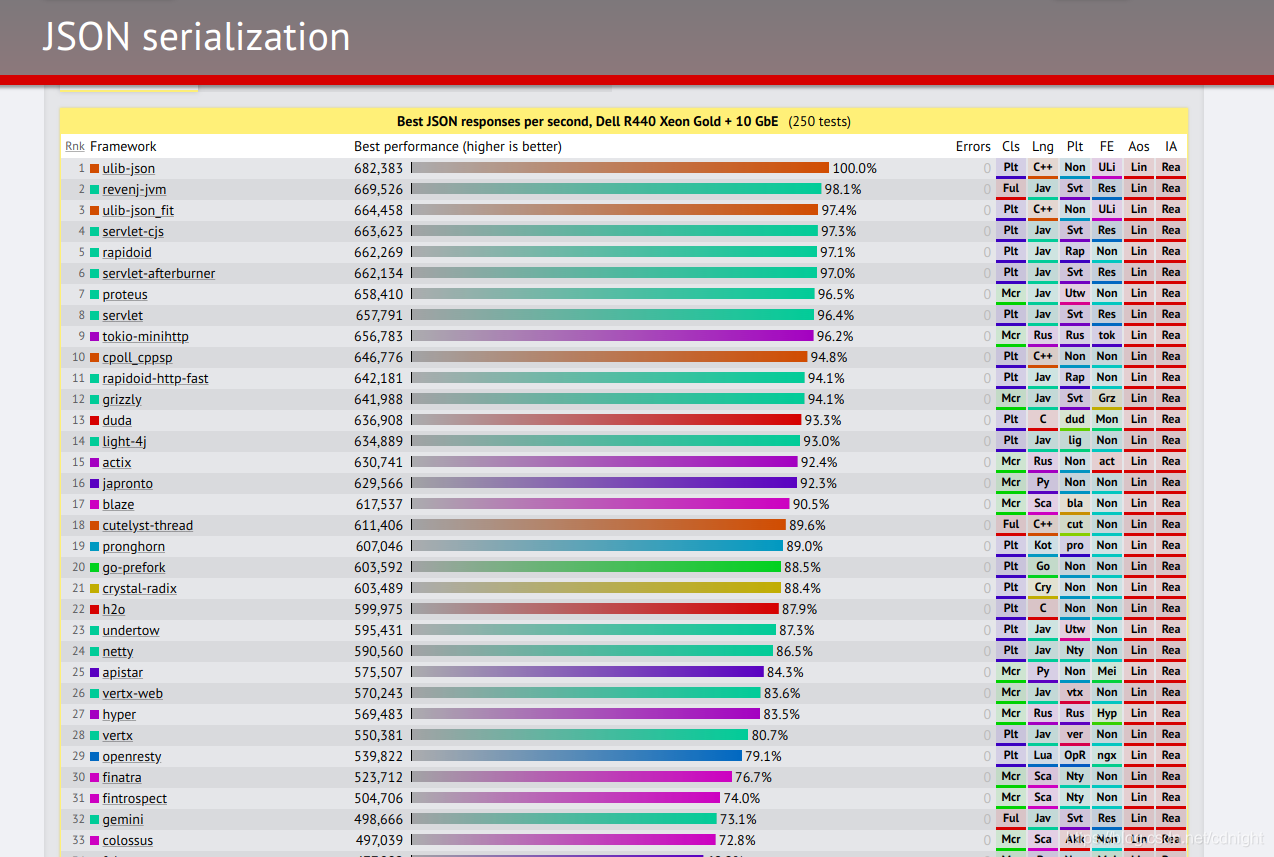 JSON serialization
Best JSON responses per second, Dell R440 Xeon Gold + 10 GbE (250 tests)
Rnk Framework Best performance (higher is better) Errors Cls Lng Plt FE Aos IA
1 ulib-json 682,383 100.0% 0 Plt C++ Non ULi Lin Rea
2 revenj-jvm 669,526 98.1% 0 Ful Jav Svt Res Lin Rea
3 ulib-json_fit 664,458 97.4% 0 Plt C++ Non ULi Lin Rea
4 servlet-cjs 663,623 97.3% 0 Plt Jav Svt Res Lin Rea
5 rapidoid 662,269 97.1% 0 Plt Jav Rap Non Lin Rea
6 servlet-afterburner 662,134 97.0% 0 Plt Jav Svt Res Lin Rea
7 proteus 658,410 96.5% 0 Mcr Jav Utw Non Lin Rea
8 servlet 657,791 96.4% 0 Plt Jav Svt Res Lin Rea
9 tokio-minihttp 656,783 96.2% 0 Mcr Rus Rus tok Lin Rea
10 cpoll_cppsp 646,776 94.8% 0 Plt C++ Non Non Lin Rea
11 rapidoid-http-fast 642,181 94.1% 0 Plt Jav Rap Non Lin Rea
12 grizzly 641,988 94.1% 0 Mcr Jav Svt Grz Lin Rea
13 duda 636,908 93.3% 0 Plt C dud Mon Lin Rea
14 light-4j 634,889 93.0% 0 Plt Jav lig Non Lin Rea
15 actix 630,741 92.4% 0 Mcr Rus Non act Lin Rea
16 japronto 629,566 92.3% 0 Mcr Py Non Non Lin Rea
17 blaze 617,537 90.5% 0 Mcr Sca bla Non Lin Rea
18 cutelyst-thread 611,406 89.6% 0 Ful C++ cut Non Lin Rea
19 pronghorn 607,046 89.0% 0 Plt Kot pro Non Lin Rea
20 go-prefork 603,592 88.5% 0 Plt Go Non Non Lin Rea
21 crystal-radix 603,489 88.4% 0 Plt Cry Non Non Lin Rea
22 h2o 599,975 87.9% 0 Plt C Non Non Lin Rea
23 undertow 595,431 87.3% 0 Plt Jav Utw Non Lin Rea
24 netty 590,560 86.5% 0 Plt Jav Nty Non Lin Rea
25 apistar 575,507 84.3% 0 Mcr Py Non Mei Lin Rea
26 vertx-web 570,243 83.6% 0 Mcr Jav vtx Non Lin Rea
27 hyper 569,483 83.5% 0 Mcr Rus Rus Hyp Lin Rea
28 vertx 550,381 80.7% 0 Plt Jav ver Non Lin Rea
29 openresty 539,822 79.1% 0 Plt Lua OpR ngx Lin Rea
30 finatra 523,712 76.7% 0 Mcr Sca Nty Non Lin Rea
31 fintrospect 504,706 74.0% 0 Mcr Sca Nty Non Lin Rea
32 gemini 498,666 73.1% 0 Ful Jav Svt Res Lin Rea
33 colossus 497,039 72.8% 0 Mcr Sca Akk Non Lin Rea